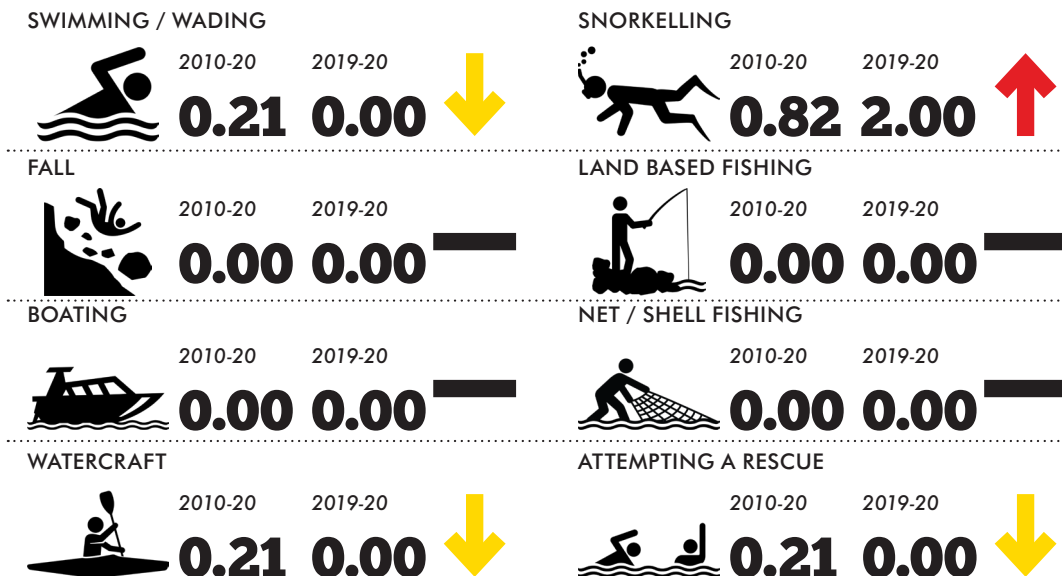 SWIMMING / WADING
2010-20 2019-20
0.21 0.00
SNORKELLING
2010-20 2019-20
0.82 2.00
FALL
2010-20 2019-20
0.00 0.00
LAND BASED FISHING
2010-20 2019-20
0.00 0.00
BOATING
2010-20 2019-20
0.00 0.00
NET / SHELL FISHING
2010-20 2019-20
0.00 0.00
WATERCRAFT
2010-20 2019-20
0.21 0.00
ATTEMPTING A RESCUE
2010-20 2019-20
0.21 0.00